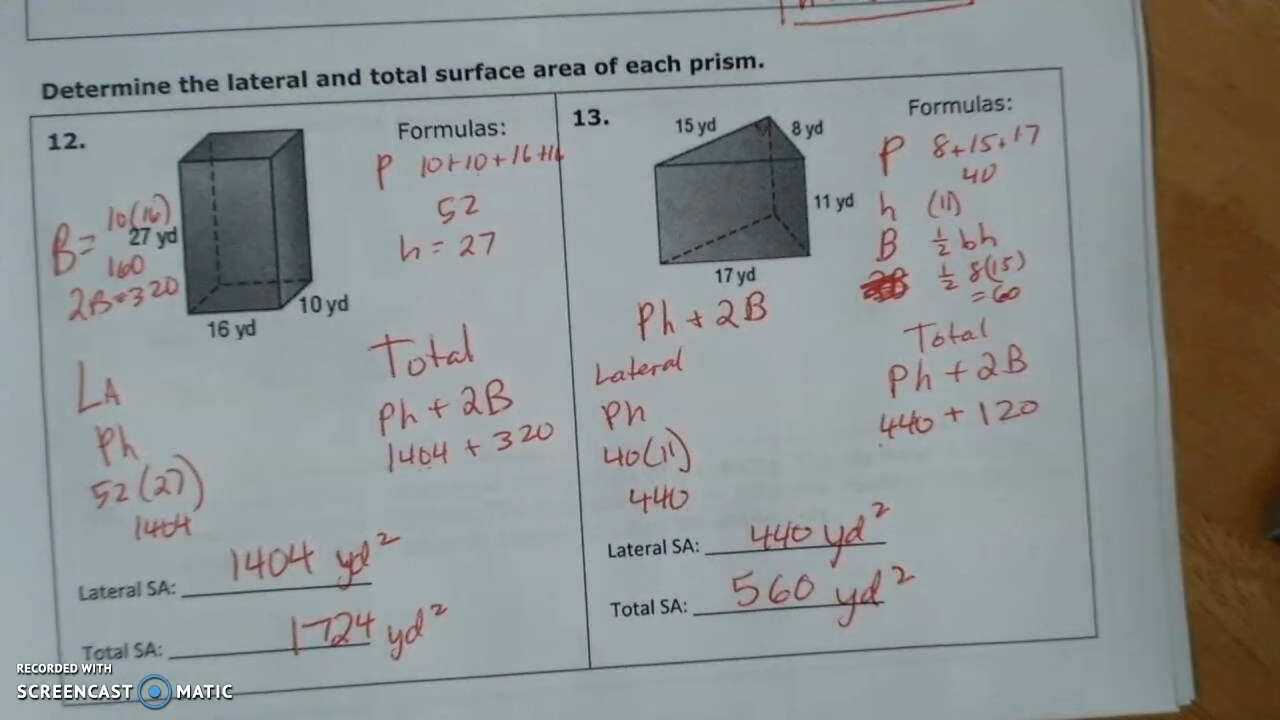 Determine the lateral and total surface area of each prism.
12.
Formulas:
P 10+10+16+16
52
h = 27
B = 10(16)
27 yd
160
2B=320
10 yd
16 yd
LA
Ph
52(27)
1404
Total
Ph + 2B
1404 + 320
Lateral SA: 1404 yd²
Total SA: 1724 yd²
13.
Formulas:
15 yd
8 yd
11 yd
17 yd
P 8+15+17
40
h (11)
B ½ bh
½ 8(15)
= 60
Ph + 2B
Lateral
Ph
40(11)
440
Total
Ph + 2B
440 + 120
Lateral SA: 440 yd²
Total SA: 560 yd²
RECORDED WITH
SCREENCAST MATIC